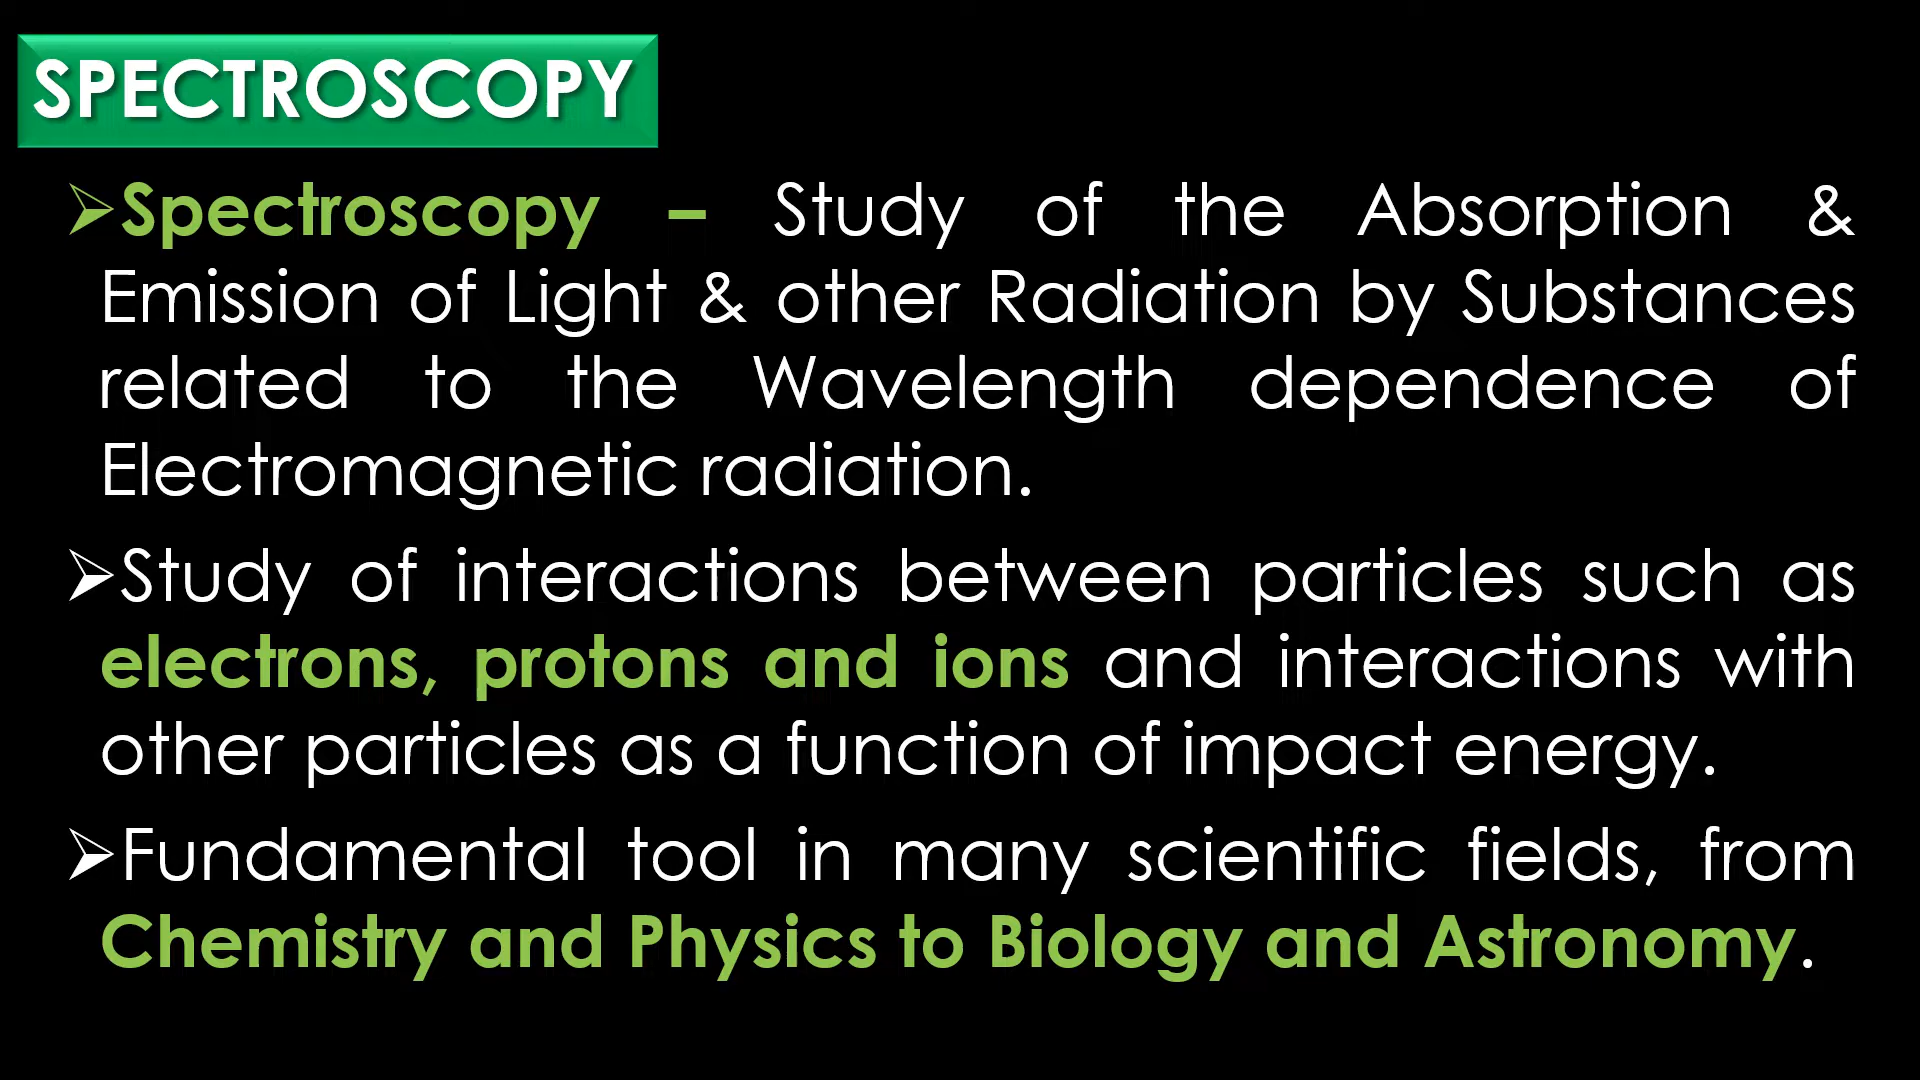 SPECTROSCOPY
➢Spectroscopy – Study of the Absorption &
Emission of Light & other Radiation by Substances
related to the Wavelength dependence of
Electromagnetic radiation.
➢Study of interactions between particles such as
electrons, protons and ions and interactions with
other particles as a function of impact energy.
➢Fundamental tool in many scientific fields, from
Chemistry and Physics to Biology and Astronomy.